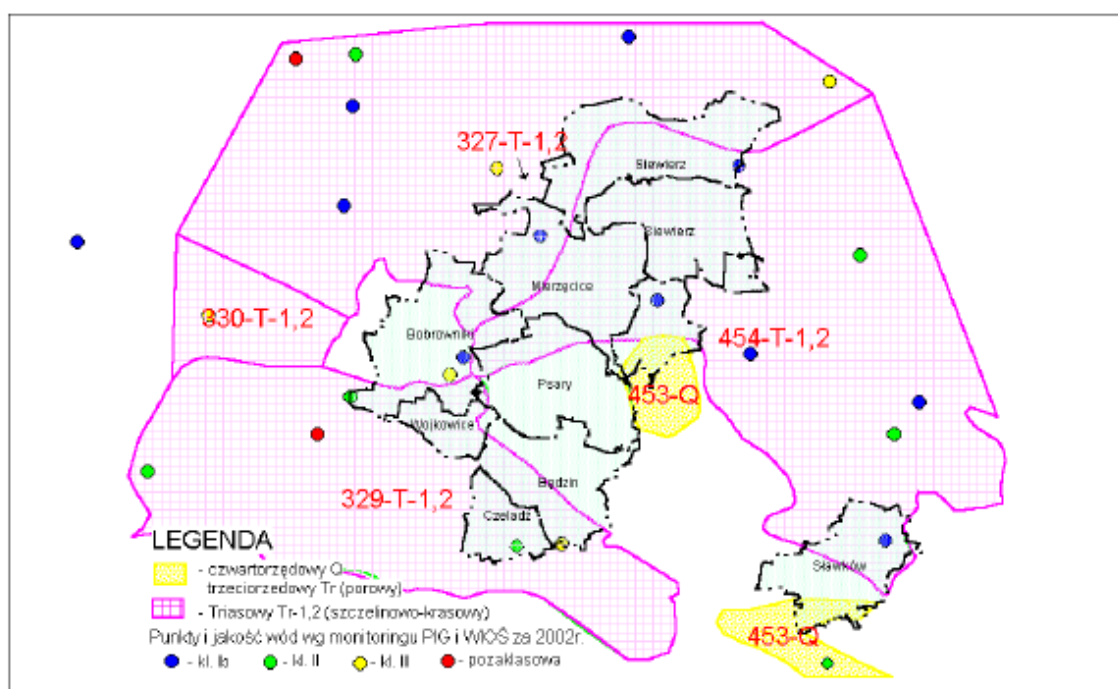 327-T-1,2
Siewierz
Siewierz
Mierzęcice
330-T-1,2
Bobrowniki
454-T-1,2
Psary
453-Q
Wojkowice
Będzin
329-T-1,2
Czeladź
LEGENDA
- czwartorzędowy Q
trzeciorzędowy Tr (porowy)
- Triasowy Tr-1,2 (szczelinowo-krasowy)
Sławków
453-Q
Punkty i jakość wód wg monitoringu PIG i WIOŚ za 2002r.
- kl. Ib - kl. II - kl. III - pozaklasowa